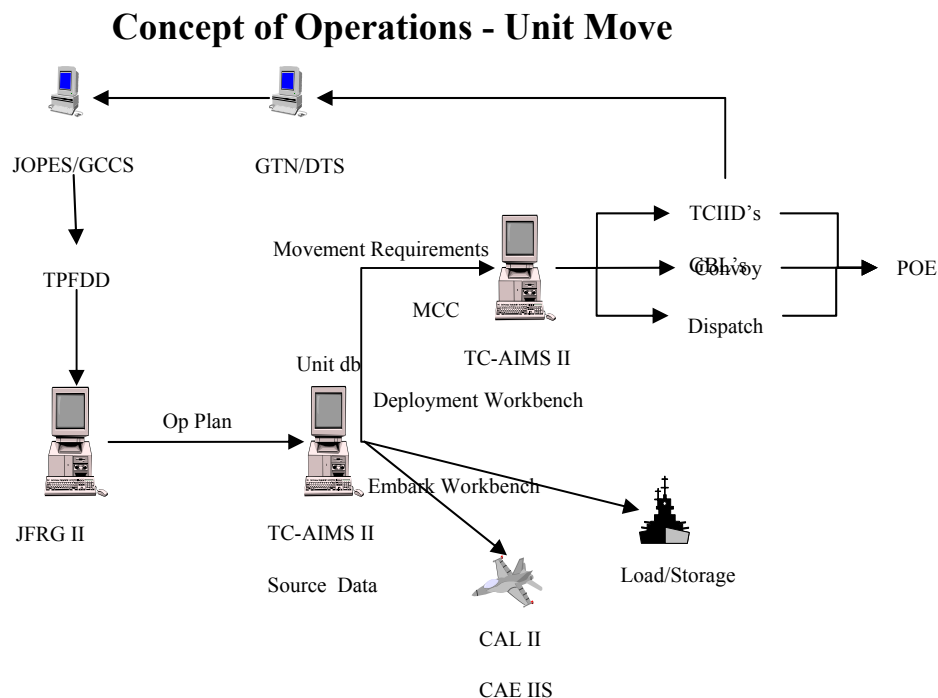 Concept of Operations - Unit Move
JOPES/GCCS
GTN/DTS
TPFDD
Movement Requirements
TCIID's
GBL's
Convoy
Dispatch
POE
MCC
TC-AIMS II
Unit db
Deployment Workbench
Op Plan
Embark Workbench
JFRG II
TC-AIMS II
Source Data
Load/Storage
CAL II
CAE IIS